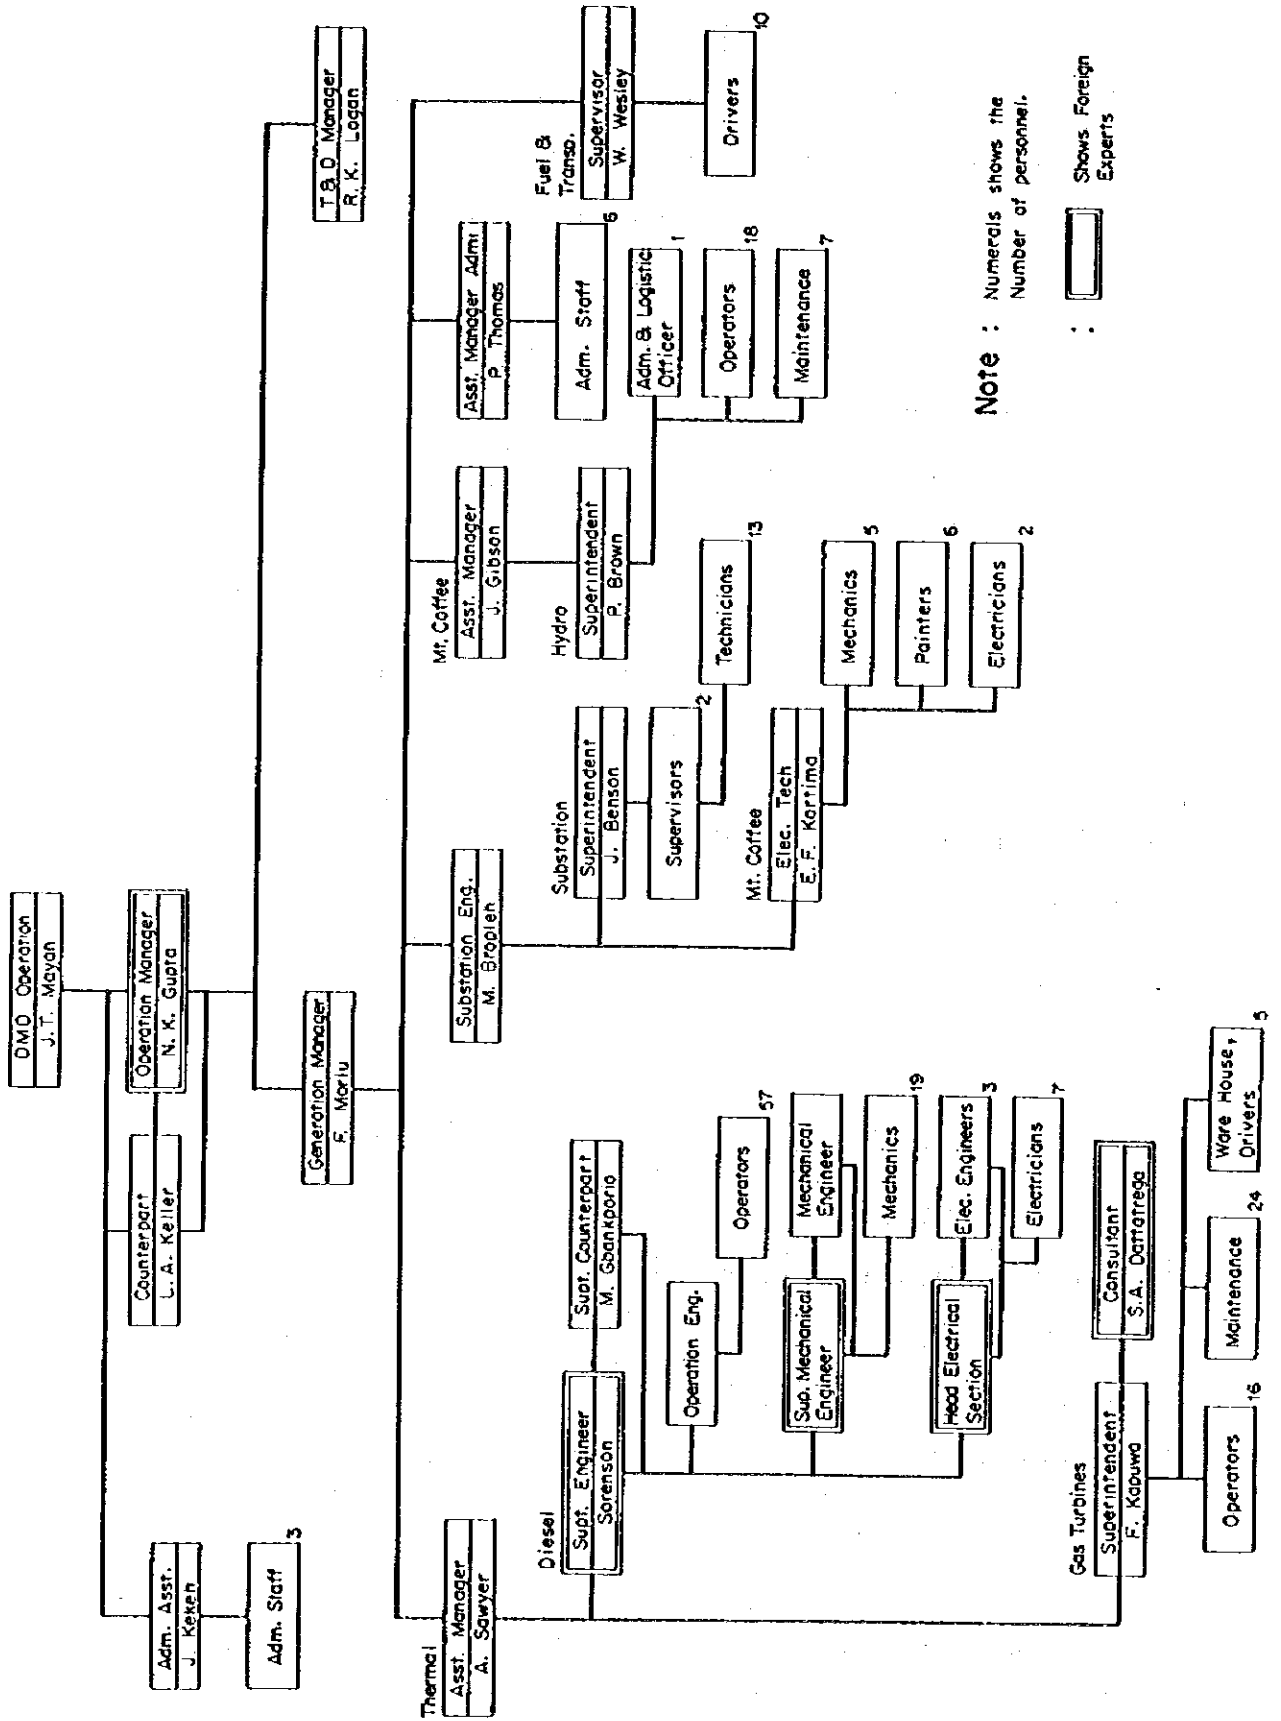 DMD Operation
J. T. Mayan
Operation Manager
N. K. Gupta
Counterpart
L. A. Keller
Adm. Asst.
J. Kekeh
Adm. Staff
3
T & D Manager
R. K. Logan
Generation Manager
F. Morlu
Thermal
Asst. Manager
A. Sawyer
Substation Eng.
M. Broplen
Mt. Coffee
Asst. Manager
J. Gibson
Asst. Manager Admi
P. Thomas
Fuel &
Transp.
Supervisor
W. Wesley
Diesel
Supt. Engineer
Sorenson
Supt. Counterpart
M. Gbankporio
Substation
Superintendent
J. Benson
Hydro
Superintendent
P. Brown
Adm. Staff
6
Drivers
10
Operation Eng.
Operators
57
Supervisors
2
Technicians
13
Adm. & Logistic
Officer
1
Operators
18
Maintenance
7
Sup. Mechanical
Engineer
Mechanical
Engineer
Mechanics
19
Mt. Coffee
Elec. Tech
E. F. Kortima
Mechanics
5
Painters
6
Electricians
2
Head Electrical
Section
Elec. Engineers
3
Electricians
7
Gas Turbines
Superintendent
F. Kapuwa
Consultant
S.A. Dattatrega
Operators
16
Maintenance
24
Ware House,
Drivers
5
Note : Numerals shows the
Number of personnel.
: Shows Foreign
Experts